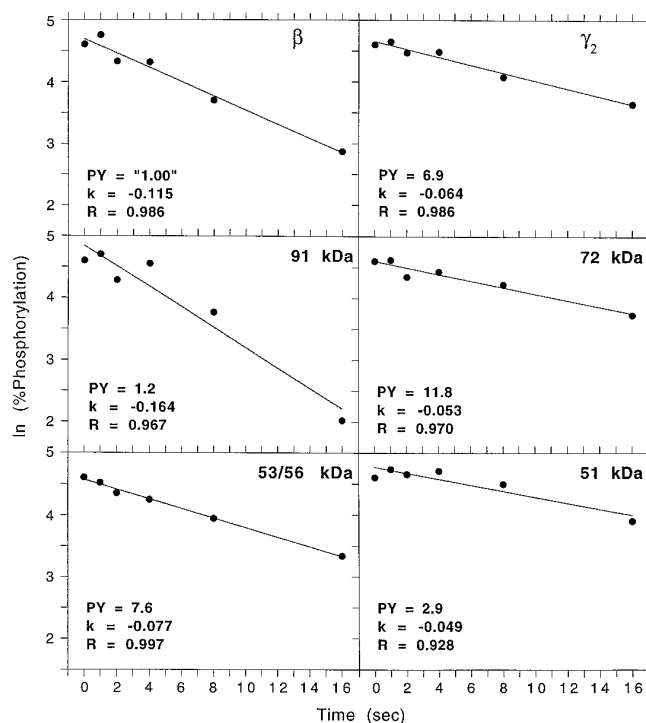 β
γ2
5
4
3
2
PY = "1.00"
k = -0.115
R = 0.986
PY = 6.9
k = -0.064
R = 0.986
ln (%Phosphorylation)
91 kDa
72 kDa
5
4
3
2
PY = 1.2
k = -0.164
R = 0.967
PY = 11.8
k = -0.053
R = 0.970
53/56 kDa
51 kDa
5
4
3
2
PY = 7.6
k = -0.077
R = 0.997
PY = 2.9
k = -0.049
R = 0.928
0 2 4 6 8 10 12 14 16 0 2 4 6 8 10 12 14 16
Time (sec)